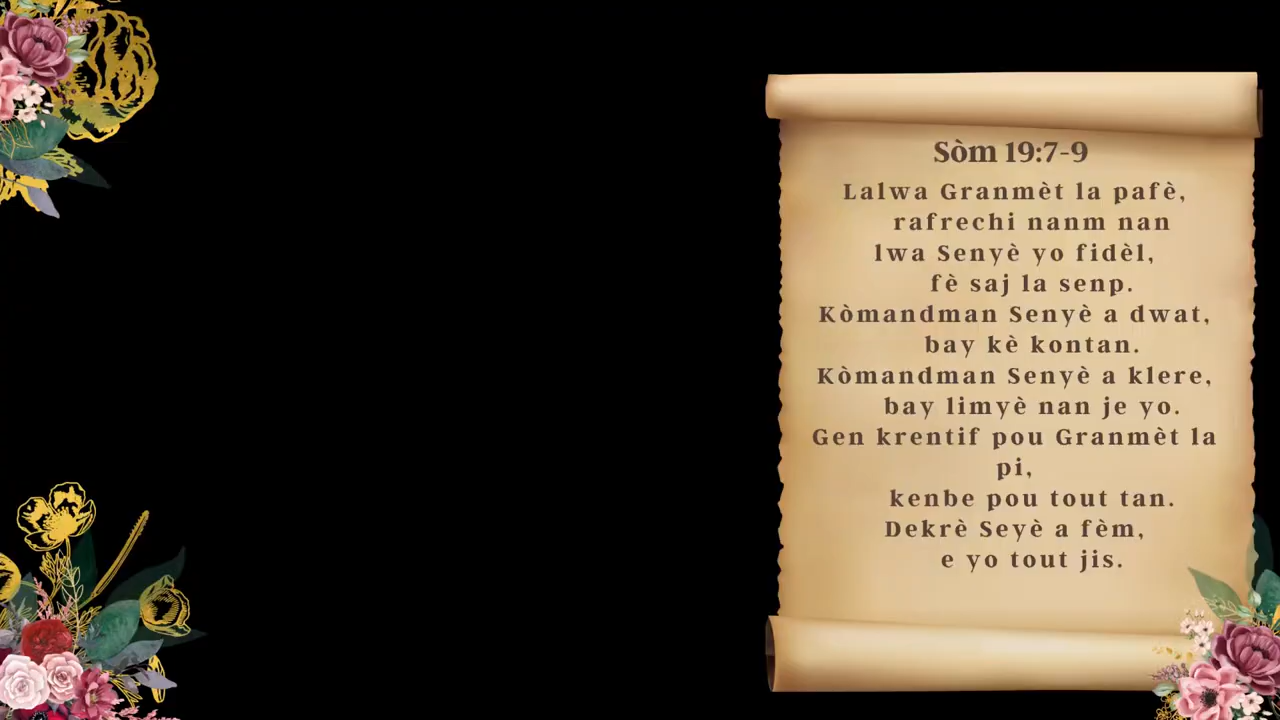 Sòm 19:7-9
Lalwa Granmèt la pafè,
rafrechi nanm nan
lwa Senyè yo fidèl,
fè saj la senp.
Kòmandman Senyè a dwat,
bay kè kontan.
Kòmandman Senyè a klere,
bay limyè nan je yo.
Gen krentif pou Granmèt la
pi,
kenbe pou tout tan.
Dekrè Seyè a fèm,
e yo tout jis.